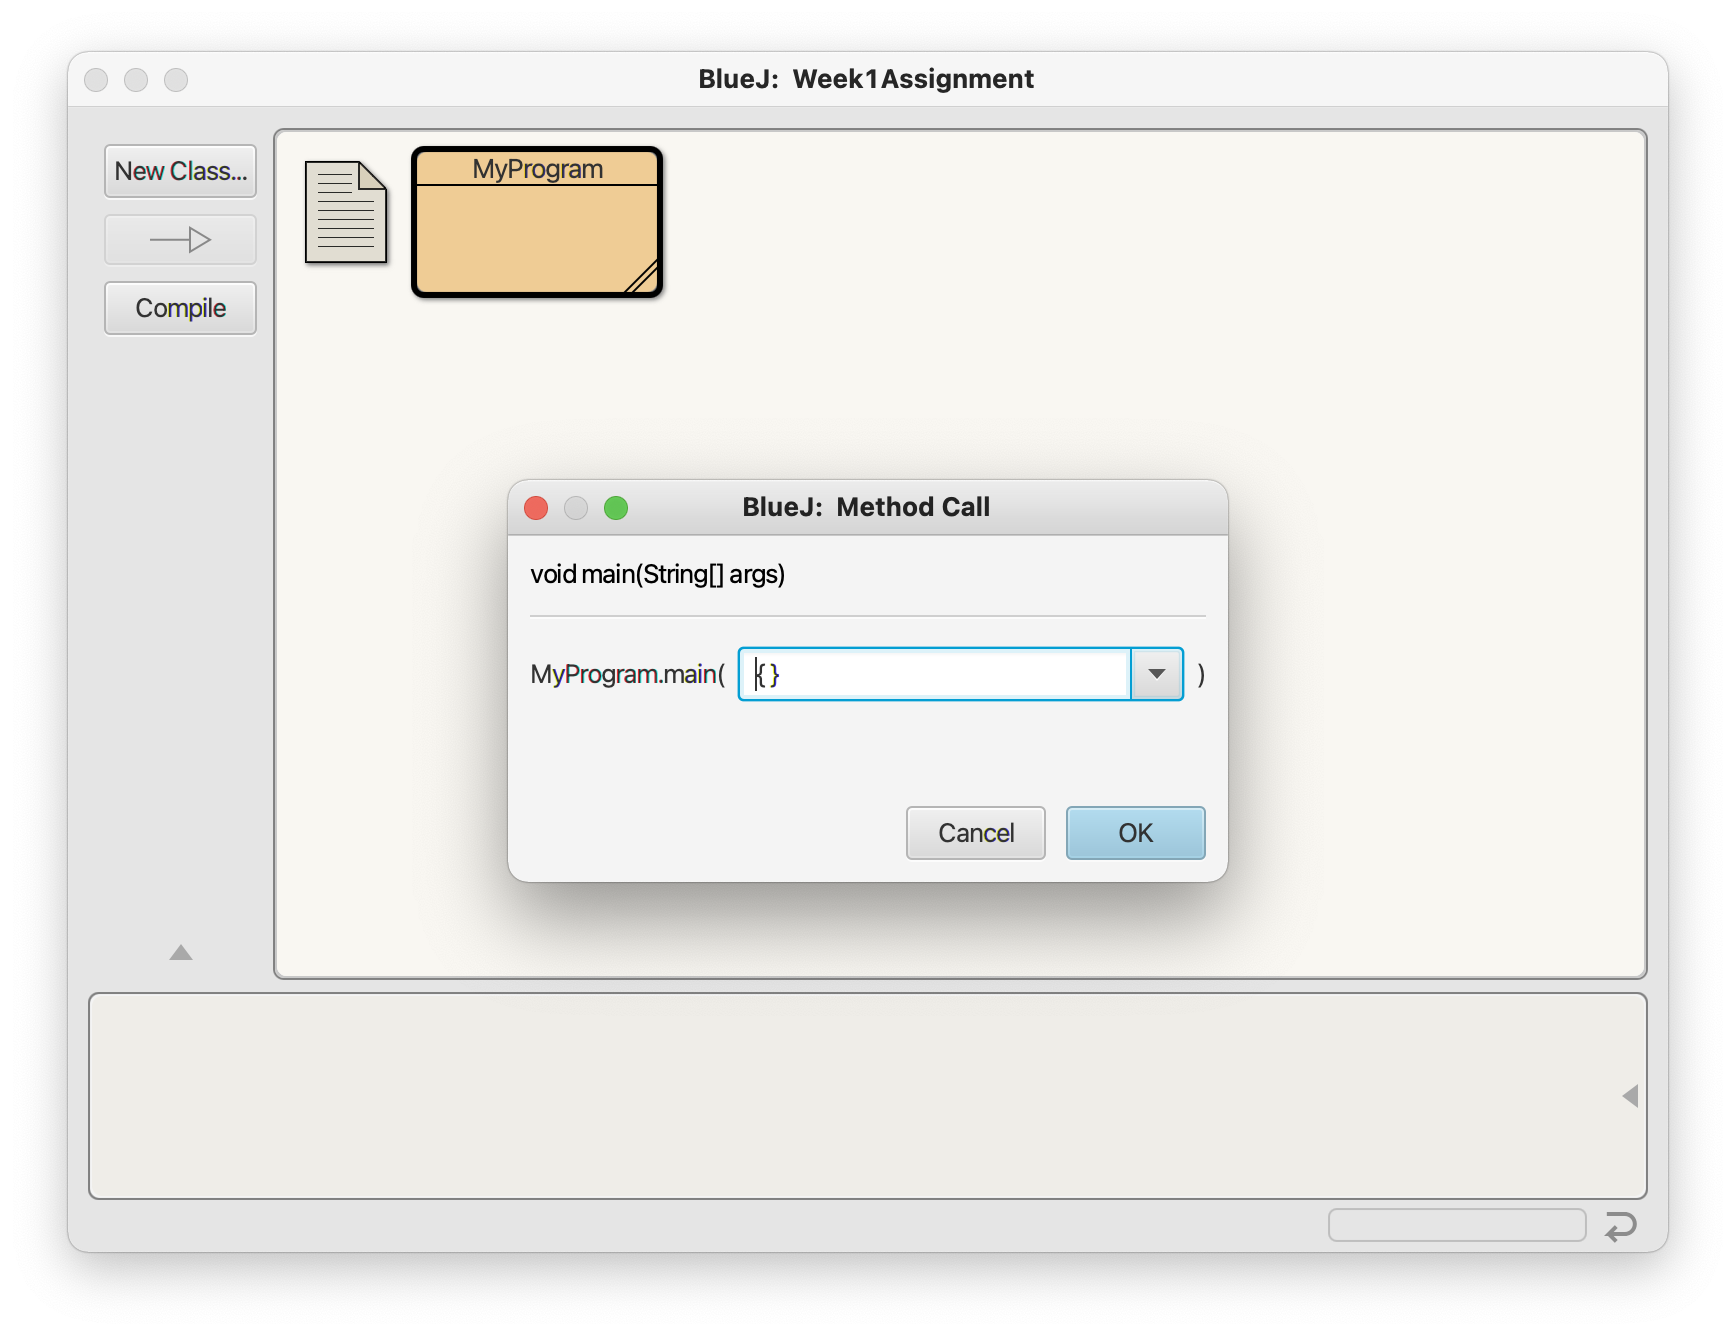 BlueJ:  Week1Assignment
New Class...
MyProgram
Compile
BlueJ:  Method Call
void main(String[] args)
MyProgram.main( { } )
Cancel
OK